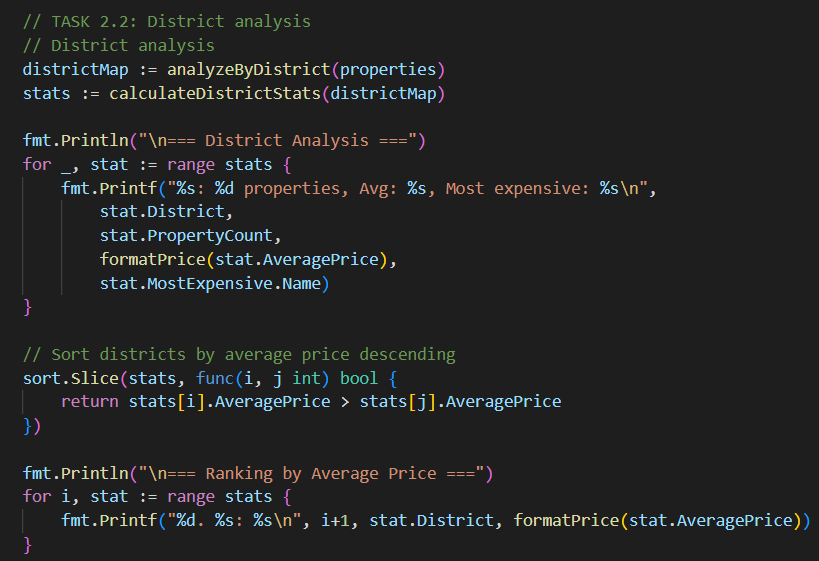 // TASK 2.2: District analysis
// District analysis
districtMap := analyzeByDistrict(properties)
stats := calculateDistrictStats(districtMap)

fmt.Println("\n=== District Analysis ===")
for _, stat := range stats {
    fmt.Printf("%s: %d properties, Avg: %s, Most expensive: %s\n",
        stat.District,
        stat.PropertyCount,
        formatPrice(stat.AveragePrice),
        stat.MostExpensive.Name)
}

// Sort districts by average price descending
sort.Slice(stats, func(i, j int) bool {
    return stats[i].AveragePrice > stats[j].AveragePrice
})

fmt.Println("\n=== Ranking by Average Price ===")
for i, stat := range stats {
    fmt.Printf("%d. %s: %s\n", i+1, stat.District, formatPrice(stat.AveragePrice))
}